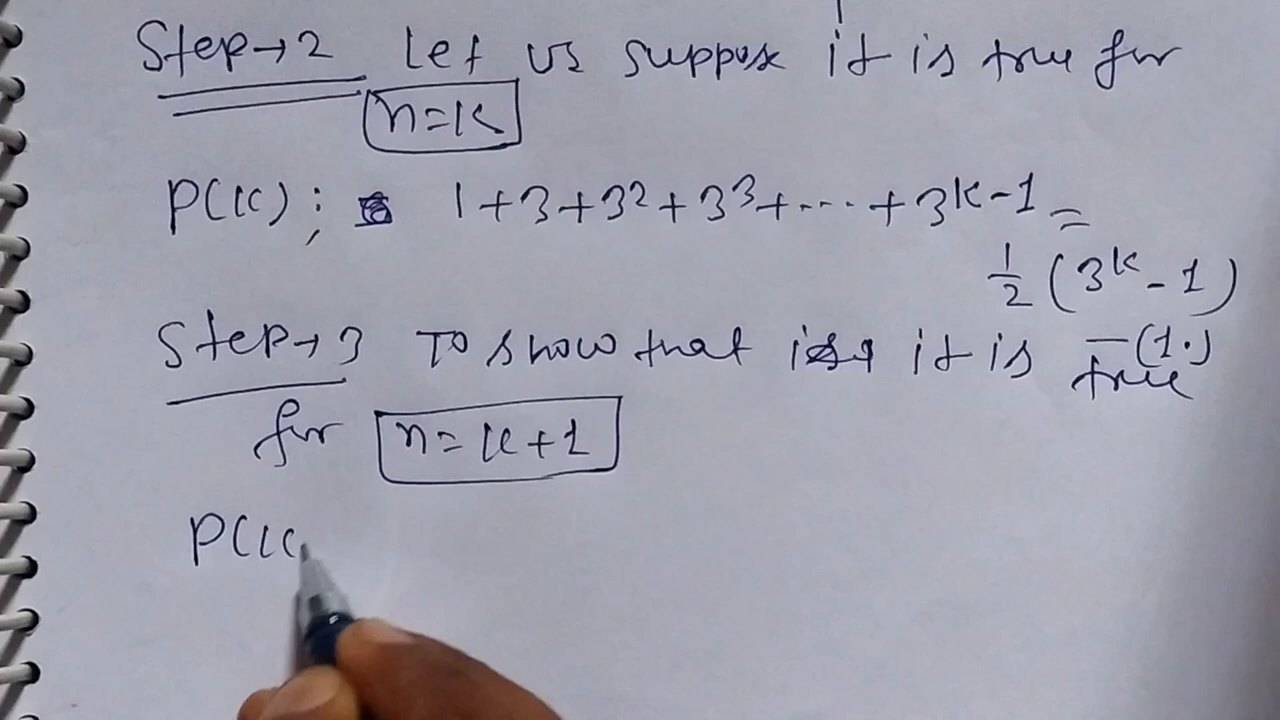 Step→2 Let us suppose it is true for
n=k
P(k); 1+3+3²+3³+....+3^k-1 =
1/2 (3^k-1)
—(1.)
Step→3 To show that it is true
for n=k+1
P(k